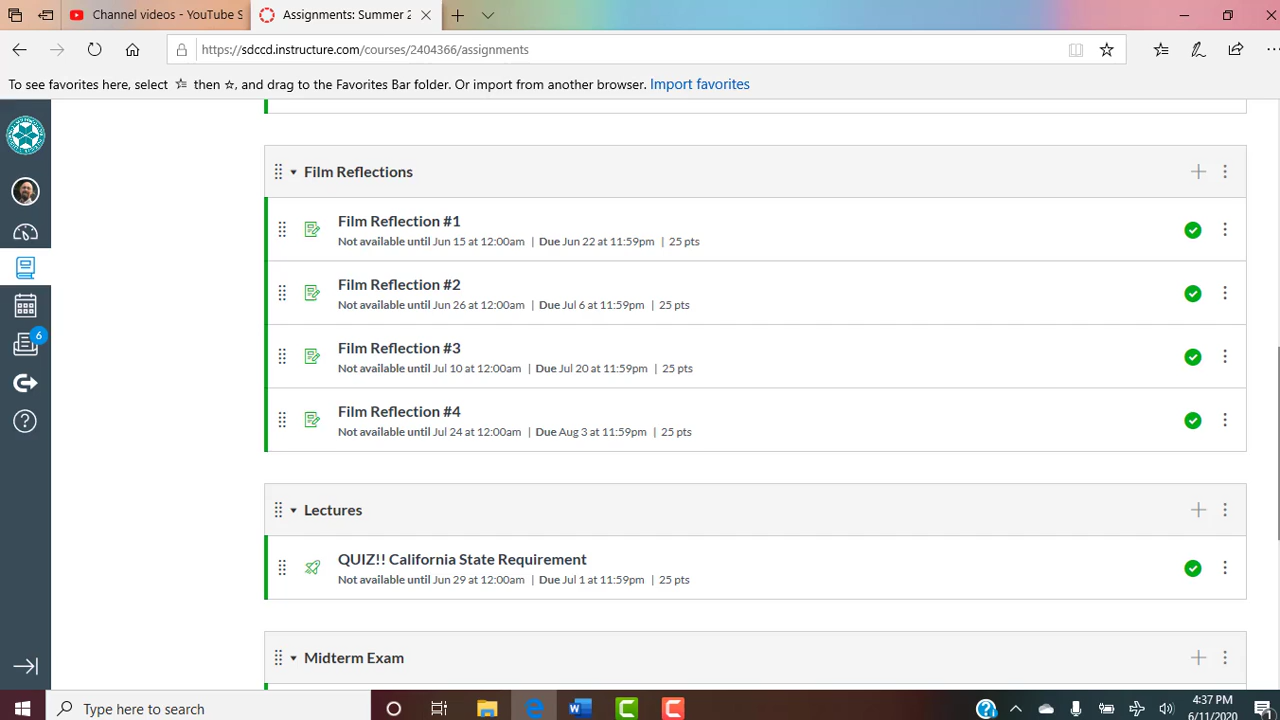 Channel videos - YouTube S
Assignments: Summer 2
https://sdccd.instructure.com/courses/2404366/assignments
To see favorites here, select then , and drag to the Favorites Bar folder. Or import from another browser. Import favorites
Film Reflections
Film Reflection #1
Not available until Jun 15 at 12:00am | Due Jun 22 at 11:59pm | 25 pts
Film Reflection #2
Not available until Jun 26 at 12:00am | Due Jul 6 at 11:59pm | 25 pts
Film Reflection #3
Not available until Jul 10 at 12:00am | Due Jul 20 at 11:59pm | 25 pts
6
Film Reflection #4
Not available until Jul 24 at 12:00am | Due Aug 3 at 11:59pm | 25 pts
Lectures
QUIZ!! California State Requirement
Not available until Jun 29 at 12:00am | Due Jul 1 at 11:59pm | 25 pts
Midterm Exam
Type here to search
4:37 PM
6/11/2020